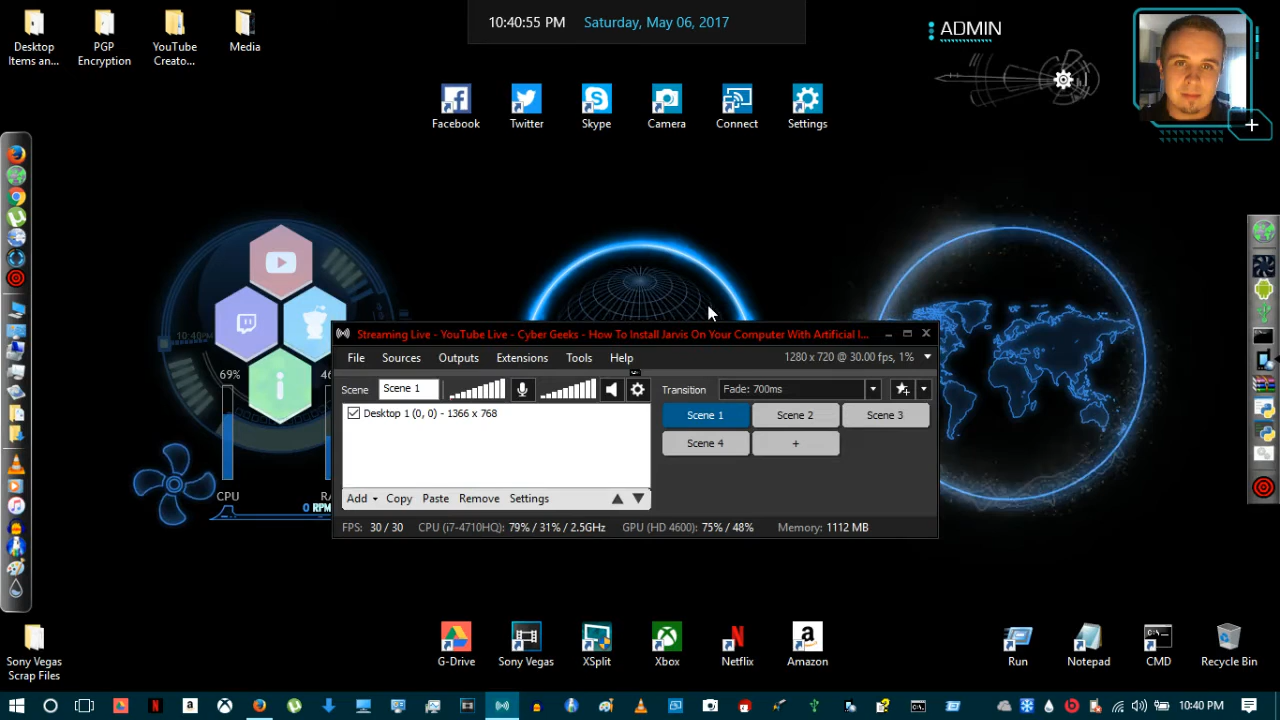 10:40:55 PM Saturday, May 06, 2017
ADMIN
Desktop Items an...
PGP Encryption
YouTube Creato...
Media
Facebook
Twitter
Skype
Camera
Connect
Settings
10:40PM
69%
46
CPU
0 RPM
Streaming Live - YouTube Live - Cyber Geeks - How To Install Jarvis On Your Computer With Artificial I...
File Sources Outputs Extensions Tools Help
1280 x 720 @ 30.00 fps, 1%
Scene Scene 1
Transition Fade: 700ms
Desktop 1 (0, 0) - 1366 x 768
Scene 1 Scene 2 Scene 3
Scene 4 +
Add Copy Paste Remove Settings
FPS: 30 / 30 CPU (i7-4710HQ): 79% / 31% / 2.5GHz GPU (HD 4600): 75% / 48% Memory: 1112 MB
Sony Vegas Scrap Files
G-Drive
Sony Vegas
XSplit
Xbox
Netflix
Amazon
Run
Notepad
CMD
Recycle Bin
10:40 PM